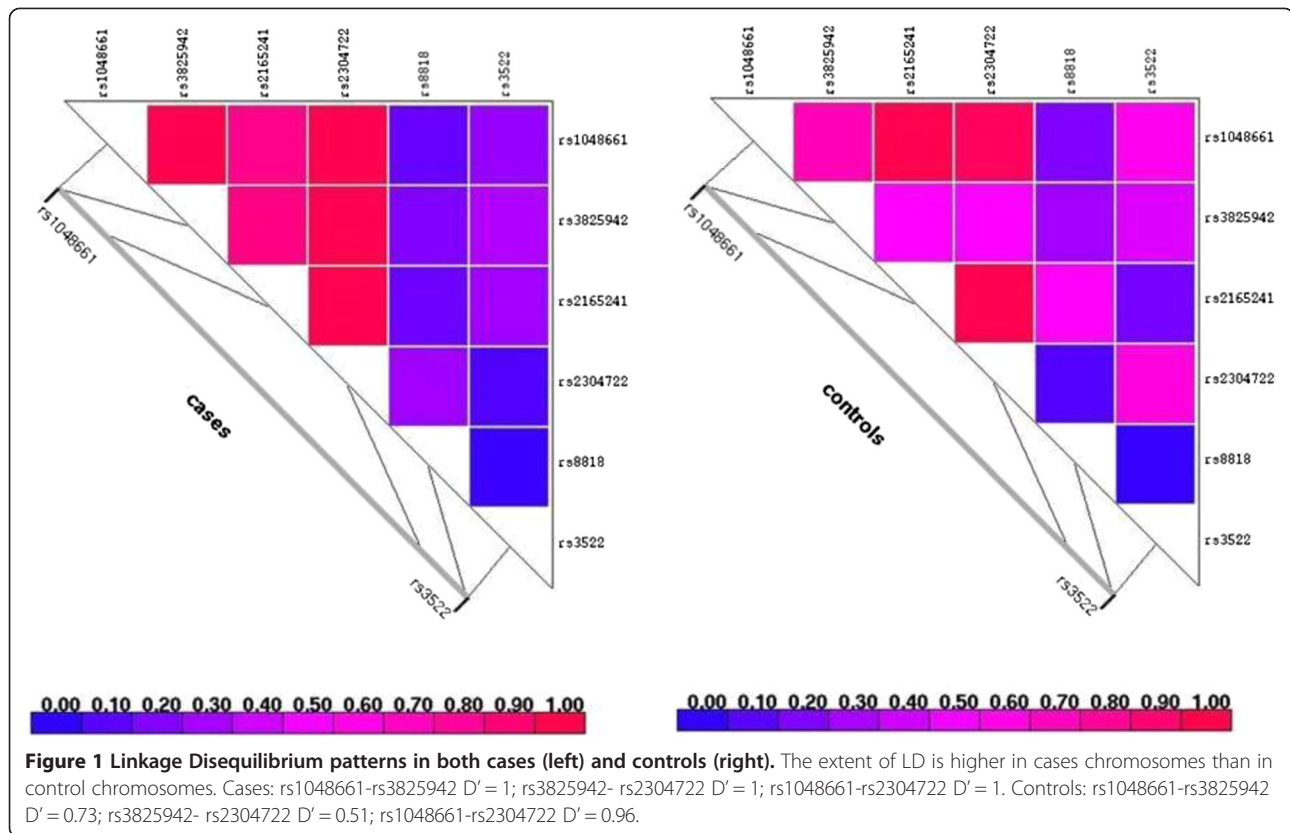 rs1048661
rs3825942
rs2165241
rs2304722
rs8818
rs3522
rs1048661
rs3825942
rs2165241
rs2304722
rs8818
rs3522
rs1048661
cases
rs3522
0.00 0.10 0.20 0.30 0.40 0.50 0.60 0.70 0.80 0.90 1.00
rs1048661
rs3825942
rs2165241
rs2304722
rs8818
rs3522
rs1048661
rs3825942
rs2165241
rs2304722
rs8818
rs3522
rs1048661
controls
rs3522
0.00 0.10 0.20 0.30 0.40 0.50 0.60 0.70 0.80 0.90 1.00
Figure 1 Linkage Disequilibrium patterns in both cases (left) and controls (right). The extent of LD is higher in cases chromosomes than in
control chromosomes. Cases: rs1048661-rs3825942 D′ = 1; rs3825942- rs2304722 D′ = 1; rs1048661-rs2304722 D′ = 1. Controls: rs1048661-rs3825942
D′ = 0.73; rs3825942- rs2304722 D′ = 0.51; rs1048661-rs2304722 D′ = 0.96.